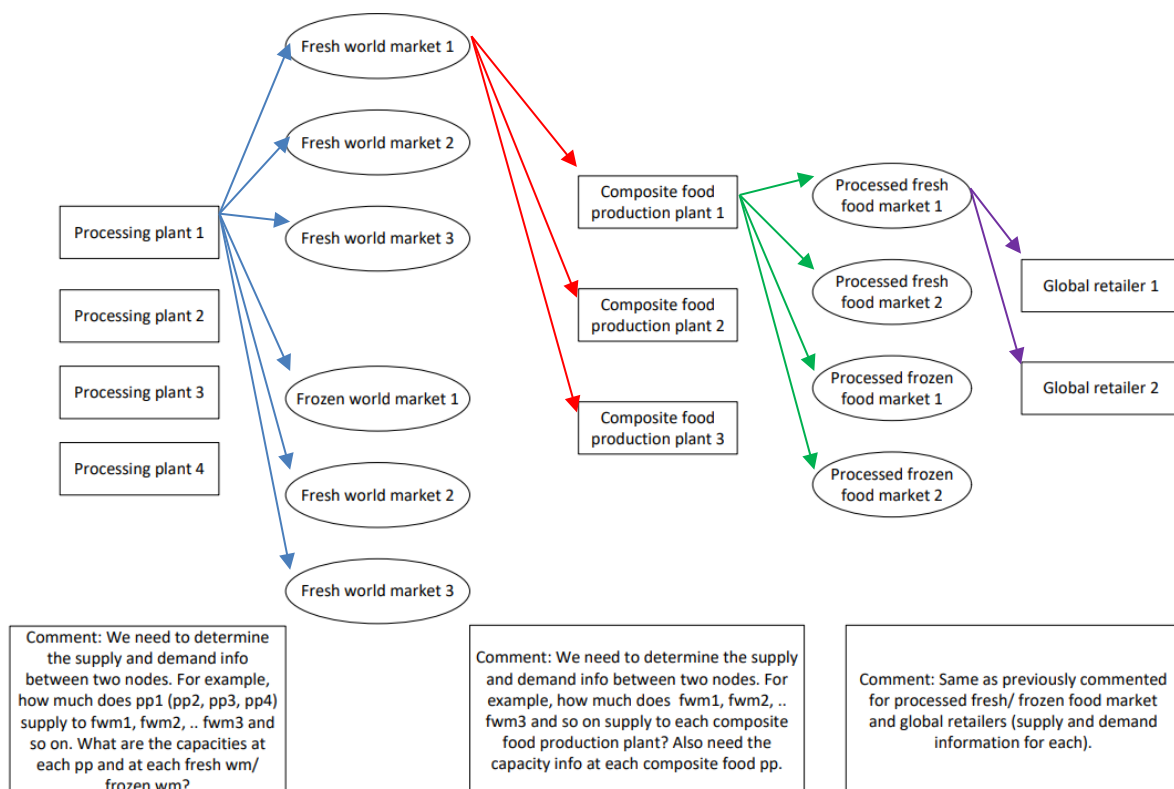 Fresh world market 1
Fresh world market 2
Fresh world market 3
Frozen world market 1
Fresh world market 2
Fresh world market 3
Processing plant 1
Processing plant 2
Processing plant 3
Processing plant 4
Composite food
production plant 1
Composite food
production plant 2
Composite food
production plant 3
Processed fresh
food market 1
Processed fresh
food market 2
Processed frozen
food market 1
Processed frozen
food market 2
Global retailer 1
Global retailer 2
Comment: We need to determine
the supply and demand info
between two nodes. For example,
how much does pp1 (pp2, pp3, pp4)
supply to fwm1, fwm2, .. fwm3 and
so on. What are the capacities at
each pp and at each fresh wm/
frozen wm?
Comment: We need to determine the supply
and demand info between two nodes. For
example, how much does fwm1, fwm2, ..
fwm3 and so on supply to each composite
food production plant? Also need the
capacity info at each composite food pp.
Comment: Same as previously commented
for processed fresh/ frozen food market
and global retailers (supply and demand
information for each).